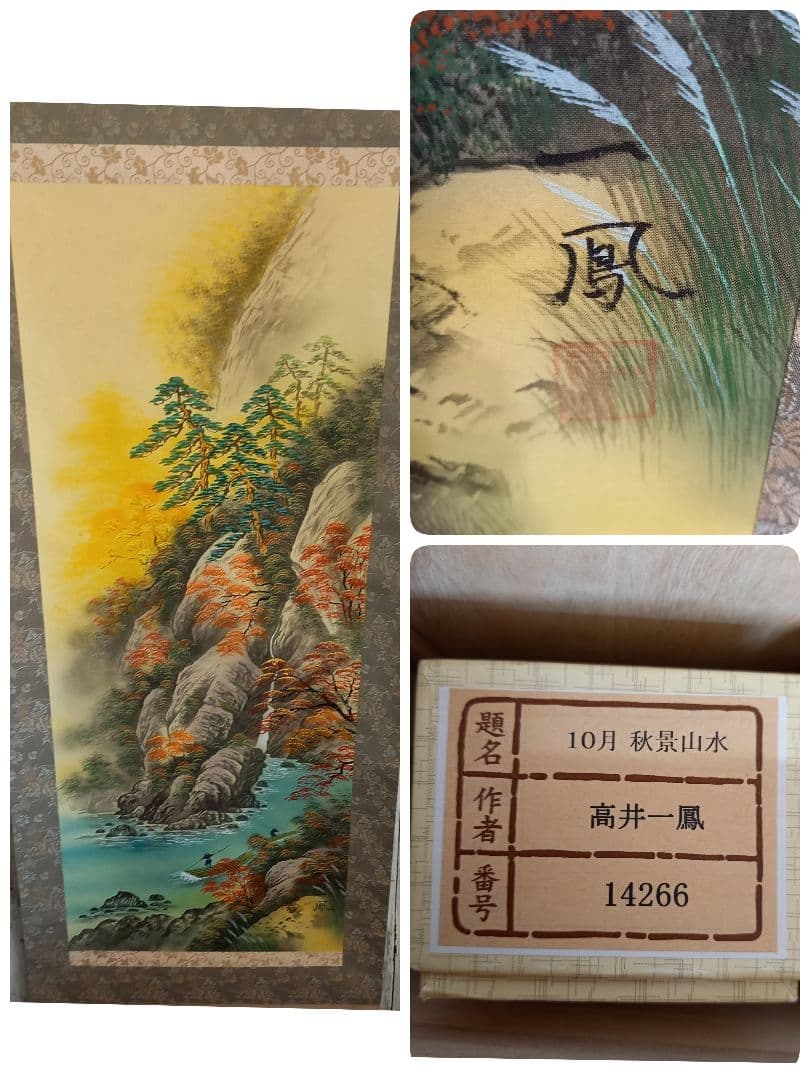 一鳳
題名 10月 秋景山水
作者 高井一鳳
番号 14266